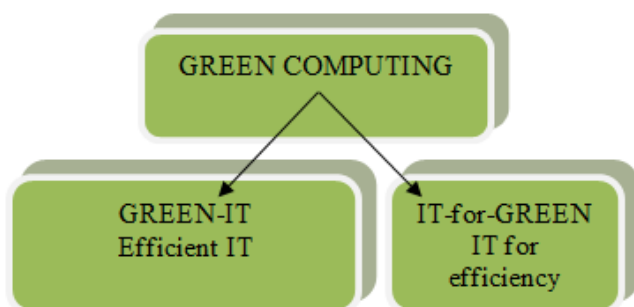 GREEN COMPUTING
GREEN-IT
Efficient IT
IT-for-GREEN
IT for
efficiency